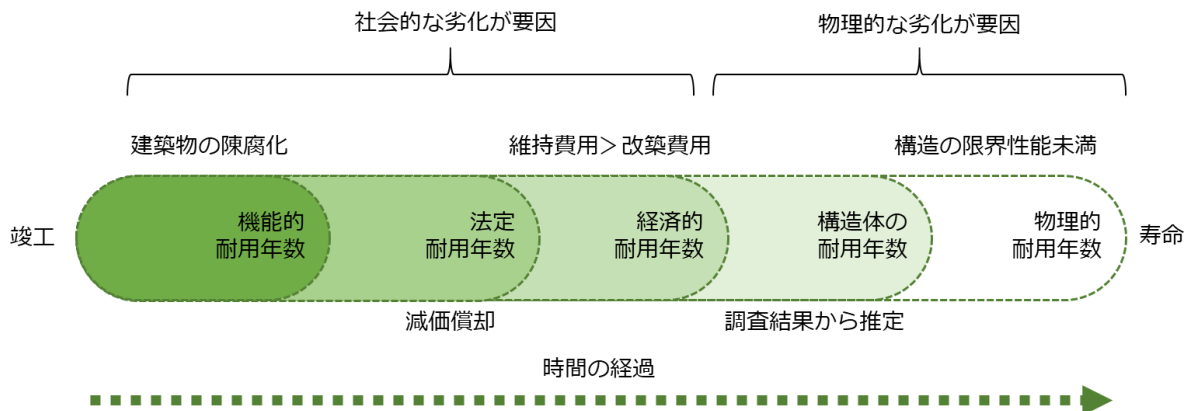 社会的な劣化が要因
物理的な劣化が要因
建築物の陳腐化
維持費用＞改築費用
構造の限界性能未満
竣工
機能的
耐用年数
法定
耐用年数
経済的
耐用年数
構造体の
耐用年数
物理的
耐用年数
寿命
減価償却
調査結果から推定
時間の経過